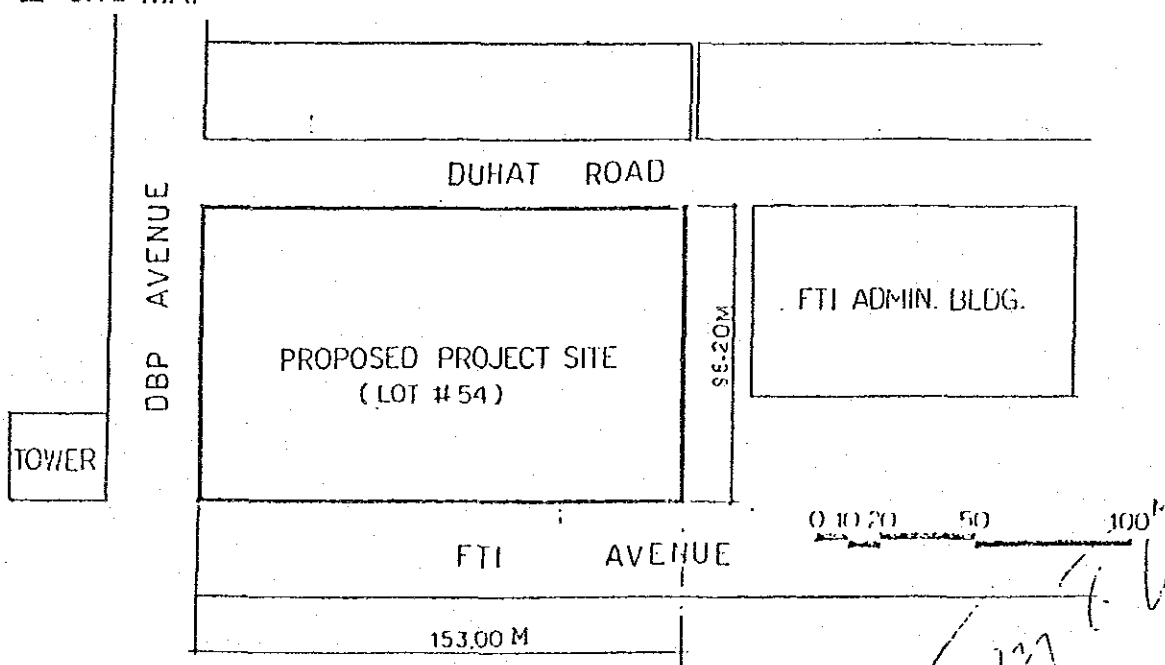 DUHAT ROAD
DBP AVENUE
PROPOSED PROJECT SITE
( LOT # 54 )
FTI ADMIN. BLDG.
TOWER
0 10 20 50 100 M
FTI AVENUE
153.00 M